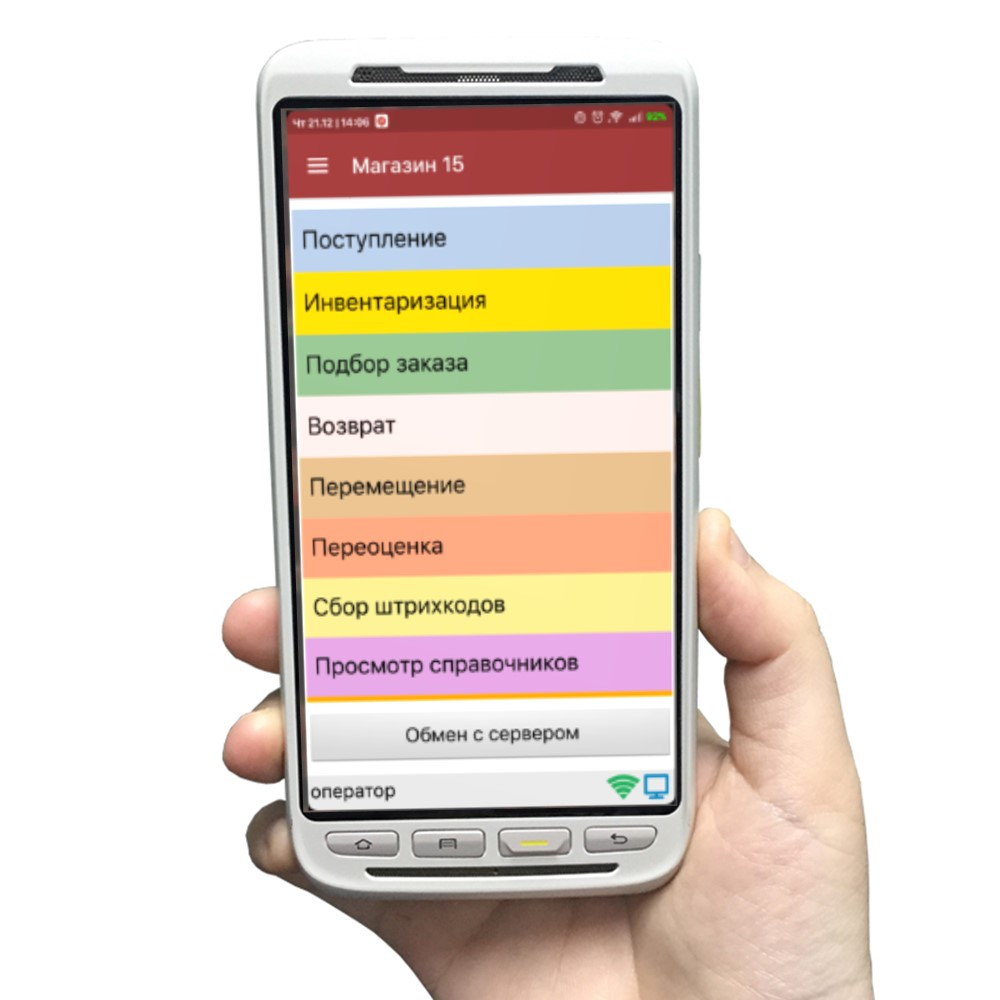 Чт 21.12 | 14:06 92%
Магазин 15
Поступление
Инвентаризация
Подбор заказа
Возврат
Перемещение
Переоценка
Сбор штрихкодов
Просмотр справочников
Обмен с сервером
оператор